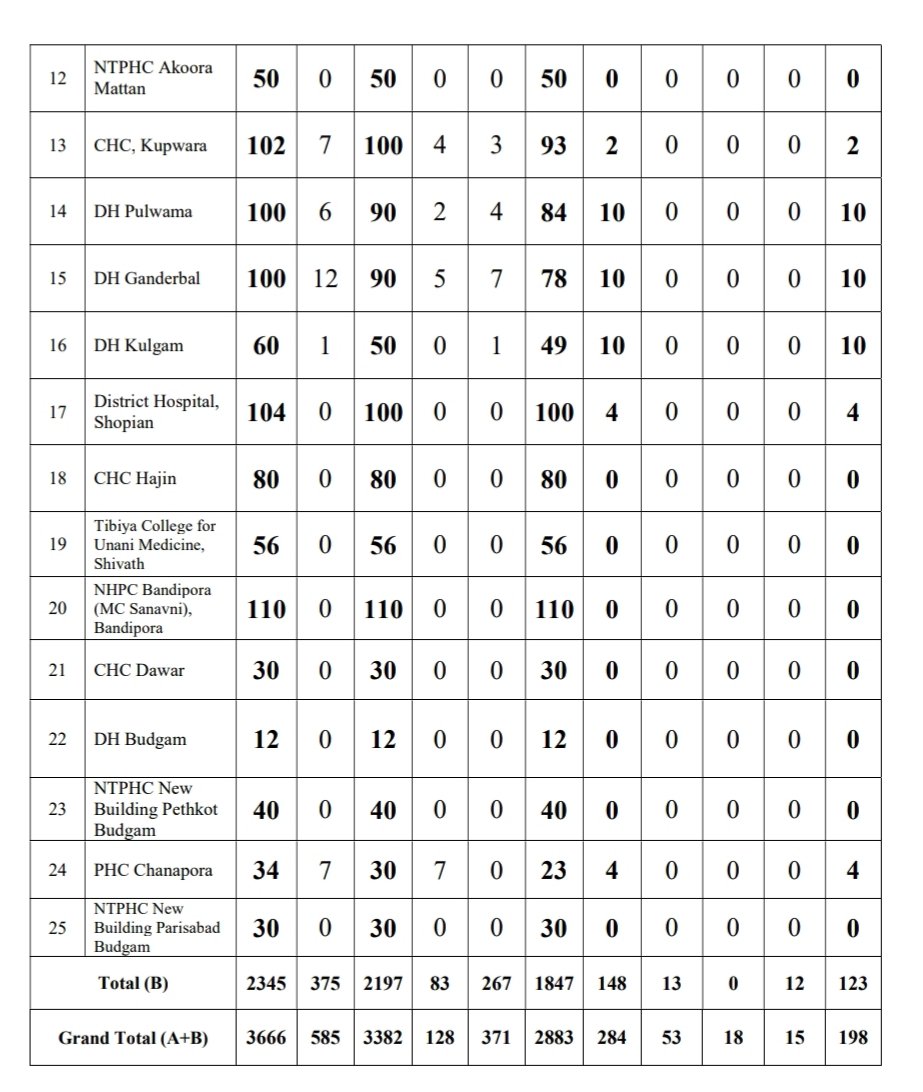 12 NTPHC Akoora Mattan 50 0 50 0 0 50 0 0 0 0 0
13 CHC, Kupwara 102 7 100 4 3 93 2 0 0 0 2
14 DH Pulwama 100 6 90 2 4 84 10 0 0 0 10
15 DH Ganderbal 100 12 90 5 7 78 10 0 0 0 10
16 DH Kulgam 60 1 50 0 1 49 10 0 0 0 10
17 District Hospital, Shopian 104 0 100 0 0 100 4 0 0 0 4
18 CHC Hajin 80 0 80 0 0 80 0 0 0 0 0
19 Tibiya College for Unani Medicine, Shivath 56 0 56 0 0 56 0 0 0 0 0
20 NHPC Bandipora (MC Sanavni), Bandipora 110 0 110 0 0 110 0 0 0 0 0
21 CHC Dawar 30 0 30 0 0 30 0 0 0 0 0
22 DH Budgam 12 0 12 0 0 12 0 0 0 0 0
23 NTPHC New Building Pethkot Budgam 40 0 40 0 0 40 0 0 0 0 0
24 PHC Chanapora 34 7 30 7 0 23 4 0 0 0 4
25 NTPHC New Building Parisabad Budgam 30 0 30 0 0 30 0 0 0 0 0
Total (B) 2345 375 2197 83 267 1847 148 13 0 12 123
Grand Total (A+B) 3666 585 3382 128 371 2883 284 53 18 15 198